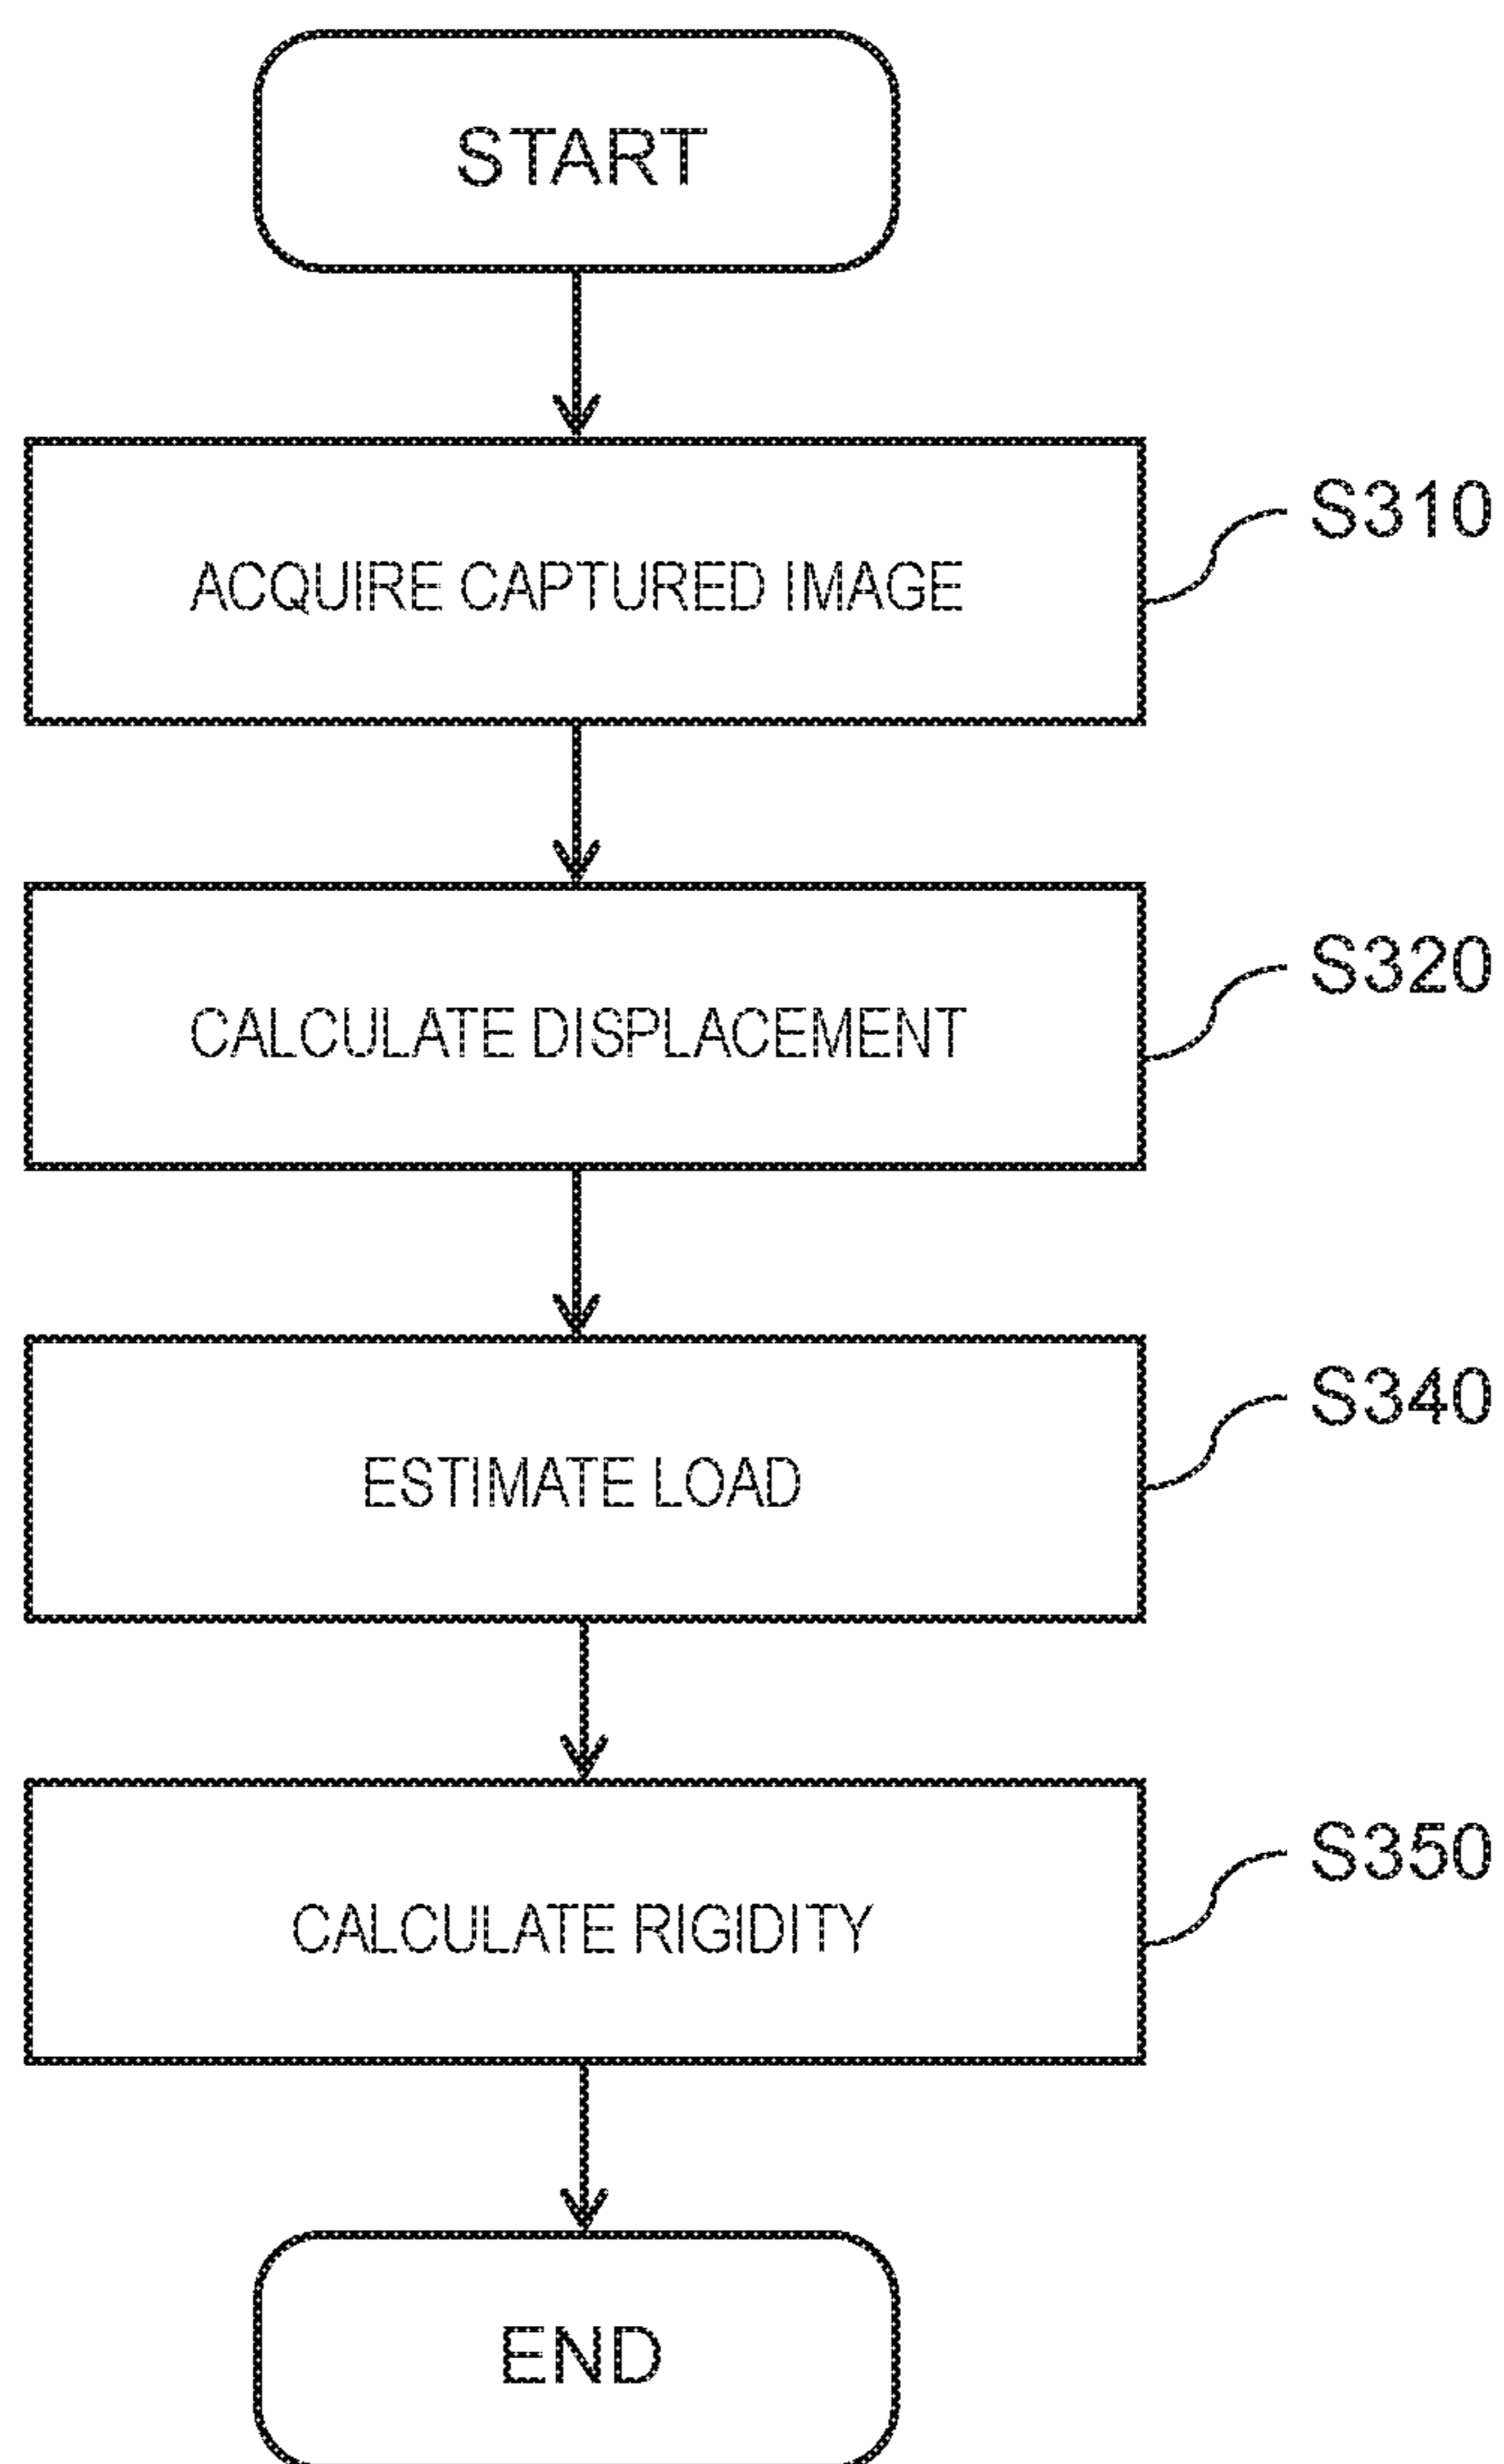 START
ACQUIRE CAPTURED IMAGE
S310
CALCULATE DISPLACEMENT
S320
ESTIMATE LOAD
S340
CALCULATE RIGIDITY
S350
END